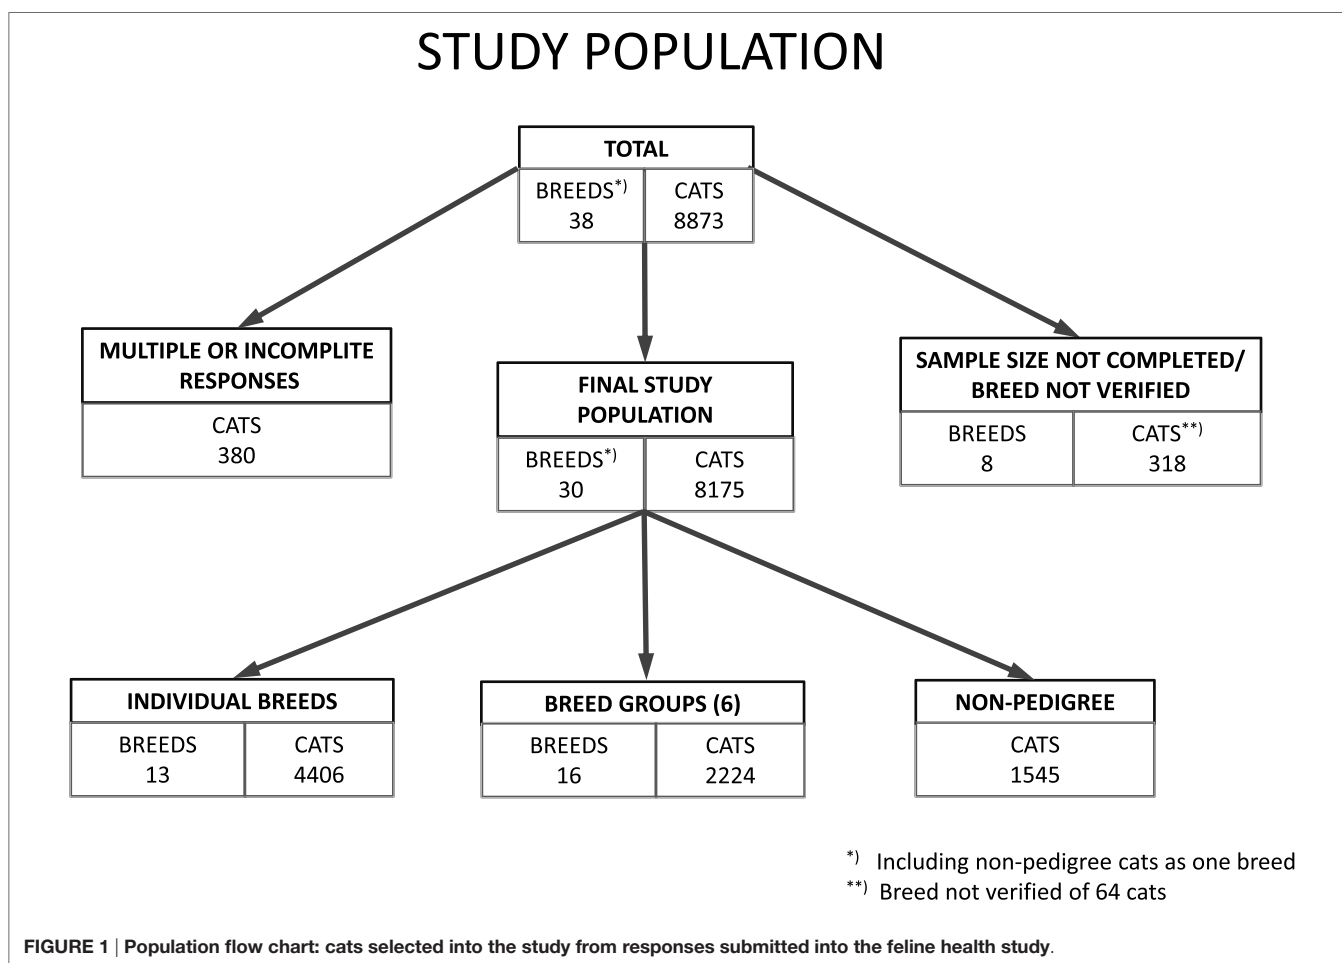 STUDY POPULATION
TOTAL
BREEDS*)
38
CATS
8873
MULTIPLE OR INCOMPLITE
RESPONSES
CATS
380
FINAL STUDY
POPULATION
BREEDS*)
30
CATS
8175
SAMPLE SIZE NOT COMPLETED/
BREED NOT VERIFIED
BREEDS
8
CATS**)
318
INDIVIDUAL BREEDS
BREEDS
13
CATS
4406
BREED GROUPS (6)
BREEDS
16
CATS
2224
NON-PEDIGREE
CATS
1545
*) Including non-pedigree cats as one breed
**) Breed not verified of 64 cats
FIGURE 1 | Population flow chart: cats selected into the study from responses submitted into the feline health study.